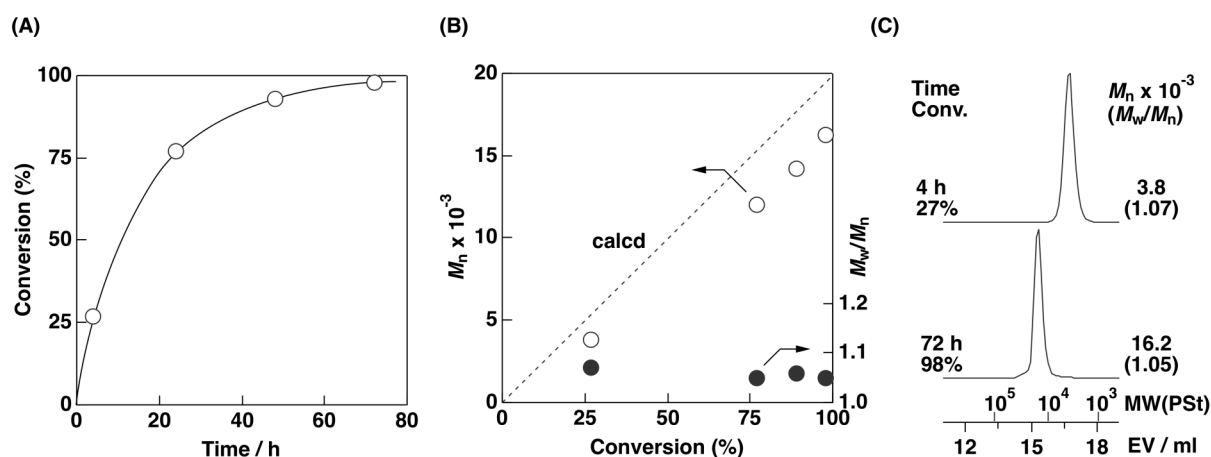 (A)
100
75
50
25
0
0 20 40 60 80
Time / h
Conversion (%)
(B)
20
15
10
5
0
0 25 50 75 100
Conversion (%)
Mn x 10-3
calcd
1.2
1.1
1.0
Mw/Mn
(C)
Time
Conv.
Mn x 10-3
(Mw/Mn)
4 h
27%
3.8
(1.07)
72 h
98%
16.2
(1.05)
105 104 103 MW(PSt)
12 15 18 EV / ml